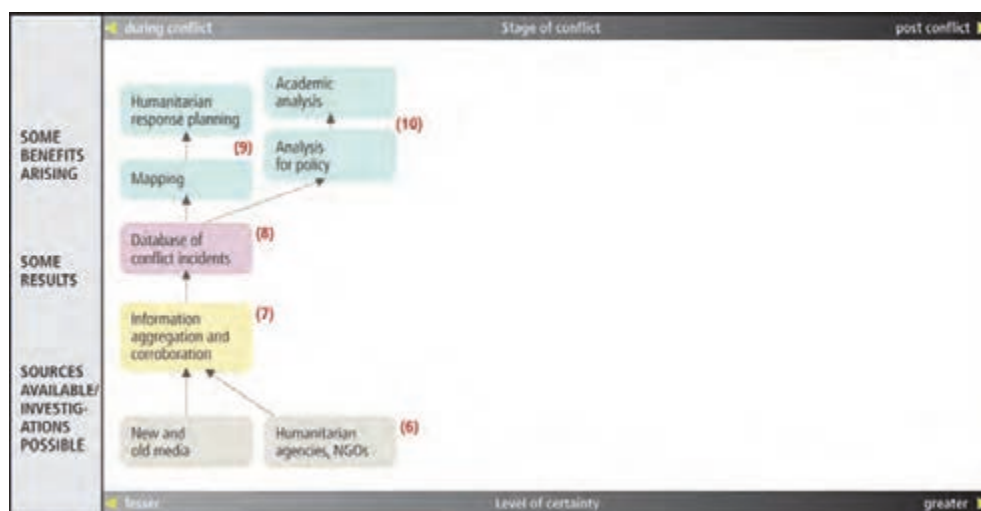 during conflict
Stage of conflict
post conflict
SOME
BENEFITS
ARISING
SOME
RESULTS
SOURCES
AVAILABLE/
INVESTIG-
ATIONS
POSSIBLE
Humanitarian
response planning
(9)
Mapping
Academic
analysis
(10)
Analysis
for policy
Database of
conflict incidents
(8)
Information
aggregation and
corroboration
(7)
New and
old media
Humanitarian
agencies, NGOs
(6)
lesser
Level of certainty
greater